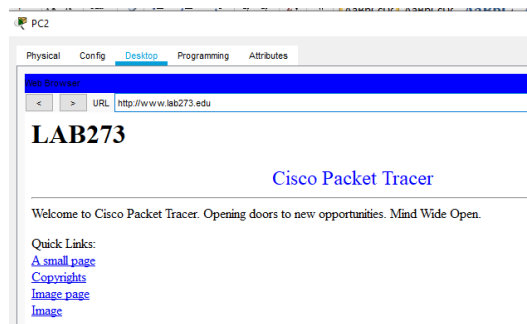 PC2
Physical Config Desktop Programming Attributes
Web Browser
< > URL http://www.lab273.edu
LAB273
Cisco Packet Tracer
Welcome to Cisco Packet Tracer. Opening doors to new opportunities. Mind Wide Open.
Quick Links:
A small page
Copyrights
Image page
Image